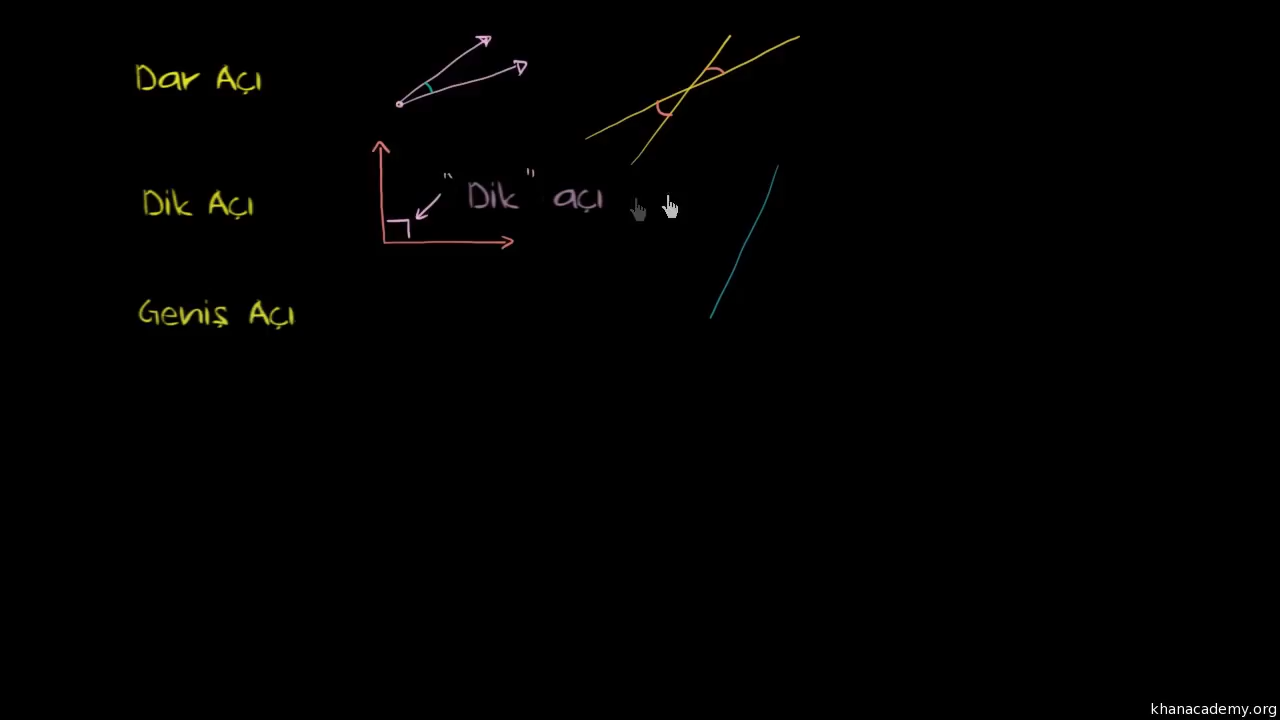 Dar Açı
Dik Açı
"Dik" açı
Geniş Açı
khanacademy.org